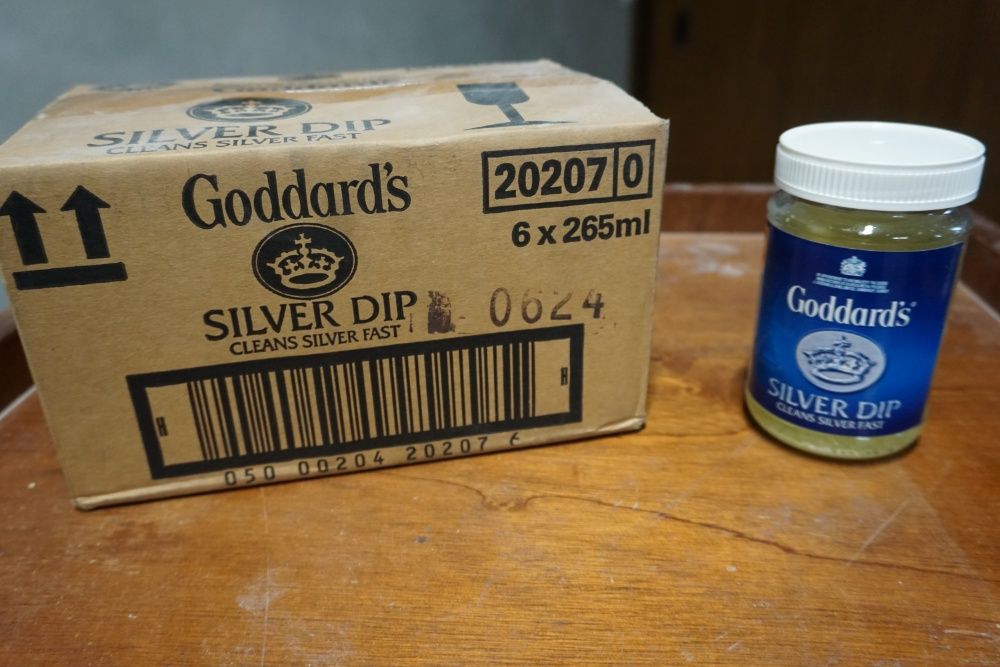 SILVER DIP
CLEANS SILVER FAST
Goddard's
20207 0
6 x 265ml
SILVER DIP
CLEANS SILVER FAST
0624
H H
050 00204 20207 6
Goddard's
SILVER DIP
CLEANS SILVER FAST